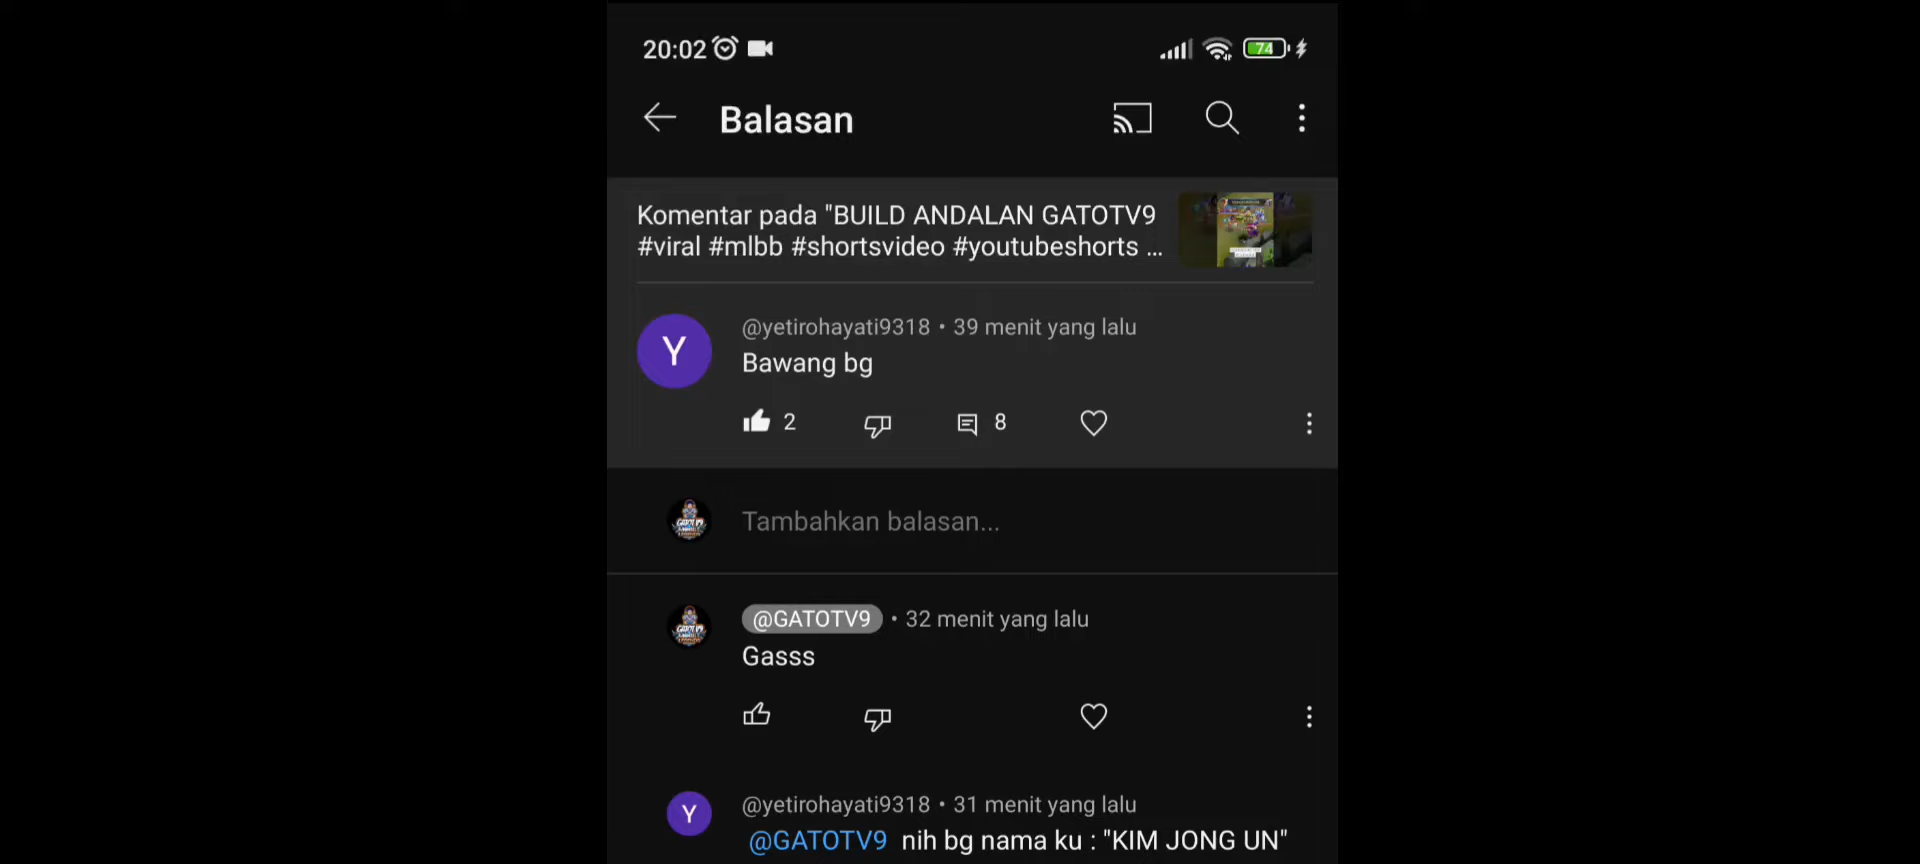 20:02
74
Balasan
Komentar pada "BUILD ANDALAN GATOTV9
#viral #mlbb #shortsvideo #youtubeshorts ...
Y
@yetirohayati9318 • 39 menit yang lalu
Bawang bg
2
8
Tambahkan balasan...
@GATOTV9 • 32 menit yang lalu
Gasss
Y
@yetirohayati9318 • 31 menit yang lalu
@GATOTV9 nih bg nama ku : "KIM JONG UN"